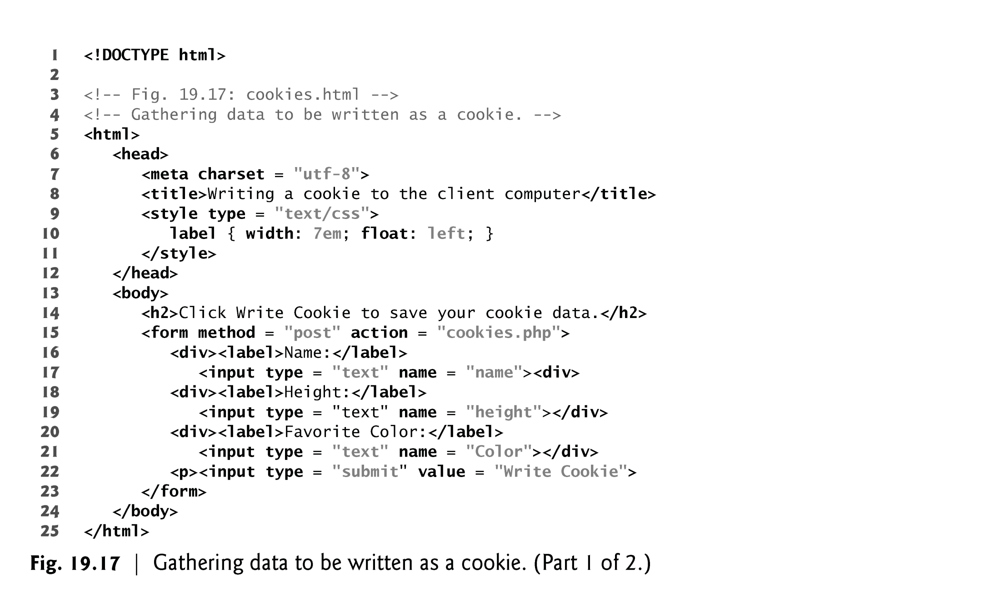 1 <!DOCTYPE html>
2
3 <!-- Fig. 19.17: cookies.html -->
4 <!-- Gathering data to be written as a cookie. -->
5 <html>
6    <head>
7       <meta charset = "utf-8">
8       <title>Writing a cookie to the client computer</title>
9       <style type = "text/css">
10          label { width: 7em; float: left; }
11       </style>
12    </head>
13    <body>
14       <h2>Click Write Cookie to save your cookie data.</h2>
15       <form method = "post" action = "cookies.php">
16          <div><label>Name:</label>
17             <input type = "text" name = "name"><div>
18          <div><label>Height:</label>
19             <input type = "text" name = "height"></div>
20          <div><label>Favorite Color:</label>
21             <input type = "text" name = "Color"></div>
22          <p><input type = "submit" value = "Write Cookie">
23       </form>
24    </body>
25 </html>
Fig. 19.17 | Gathering data to be written as a cookie. (Part 1 of 2.)